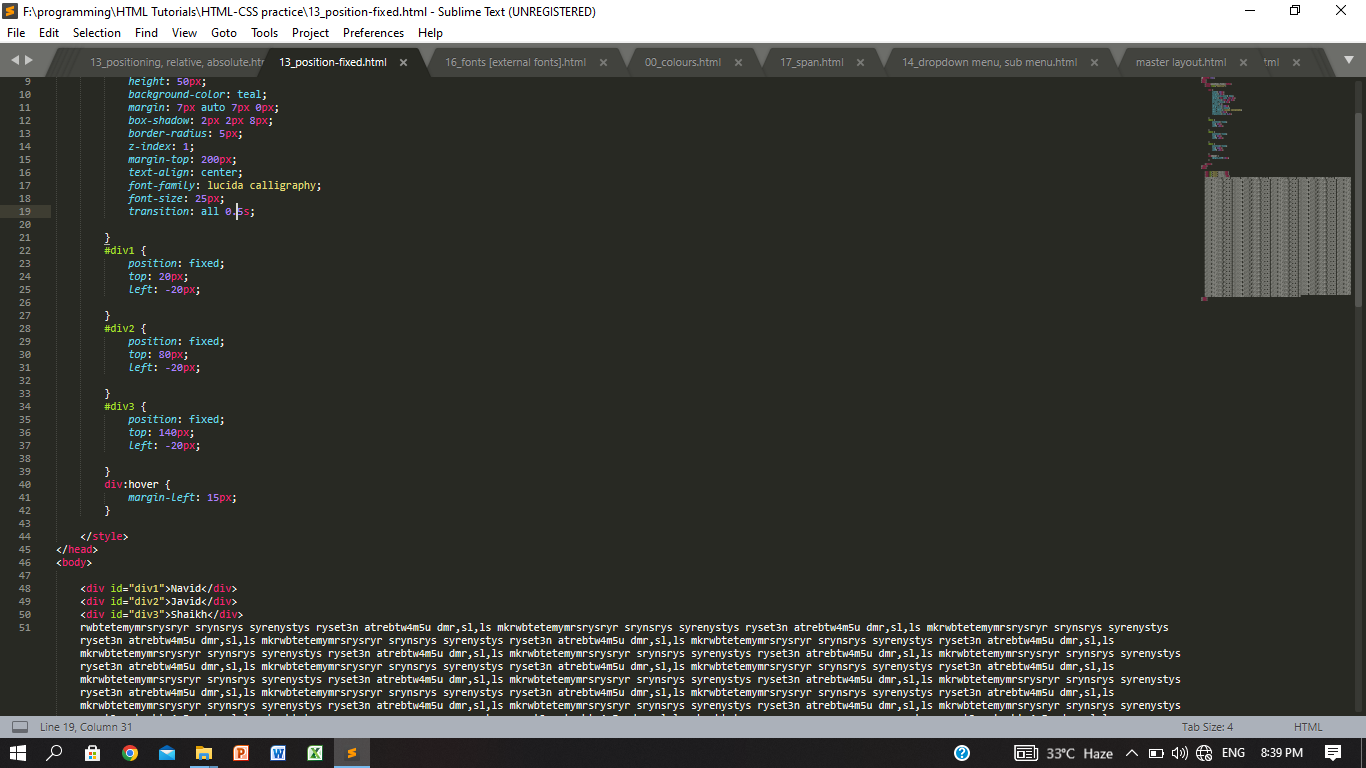 F:\programming\HTML Tutorials\HTML-CSS practice\13_position-fixed.html - Sublime Text (UNREGISTERED)
File Edit Selection Find View Goto Tools Project Preferences Help
13_positioning, relative, absolute.htm 13_position-fixed.html 16_fonts [external fonts].html 00_colours.html 17_span.html 14_dropdown menu, sub menu.html master layout.html tml
9 height: 50px;
10 background-color: teal;
11 margin: 7px auto 7px 0px;
12 box-shadow: 2px 2px 8px;
13 border-radius: 5px;
14 z-index: 1;
15 margin-top: 200px;
16 text-align: center;
17 font-family: lucida calligraphy;
18 font-size: 25px;
19 transition: all 0.5s;
20
21 }
22 #div1 {
23 position: fixed;
24 top: 20px;
25 left: -20px;
26
27 }
28 #div2 {
29 position: fixed;
30 top: 80px;
31 left: -20px;
32
33 }
34 #div3 {
35 position: fixed;
36 top: 140px;
37 left: -20px;
38
39 }
40 div:hover {
41 margin-left: 15px;
42 }
43
44 </style>
45 </head>
46 <body>
47
48 <div id="div1">Navid</div>
49 <div id="div2">Javid</div>
50 <div id="div3">Shaikh</div>
51 rwbtetemymrsrysryr srynsrys syrenystys ryset3n atrebtw4m5u dmr,sl,ls mkrwbtetemymrsrysryr srynsrys syrenystys ryset3n atrebtw4m5u dmr,sl,ls mkrwbtetemymrsrysryr srynsrys syrenystys
ryset3n atrebtw4m5u dmr,sl,ls mkrwbtetemymrsrysryr srynsrys syrenystys ryset3n atrebtw4m5u dmr,sl,ls mkrwbtetemymrsrysryr srynsrys syrenystys ryset3n atrebtw4m5u dmr,sl,ls
mkrwbtetemymrsrysryr srynsrys syrenystys ryset3n atrebtw4m5u dmr,sl,ls mkrwbtetemymrsrysryr srynsrys syrenystys ryset3n atrebtw4m5u dmr,sl,ls mkrwbtetemymrsrysryr srynsrys syrenystys
ryset3n atrebtw4m5u dmr,sl,ls mkrwbtetemymrsrysryr srynsrys syrenystys ryset3n atrebtw4m5u dmr,sl,ls mkrwbtetemymrsrysryr srynsrys syrenystys ryset3n atrebtw4m5u dmr,sl,ls
mkrwbtetemymrsrysryr srynsrys syrenystys ryset3n atrebtw4m5u dmr,sl,ls mkrwbtetemymrsrysryr srynsrys syrenystys ryset3n atrebtw4m5u dmr,sl,ls mkrwbtetemymrsrysryr srynsrys syrenystys
ryset3n atrebtw4m5u dmr,sl,ls mkrwbtetemymrsrysryr srynsrys syrenystys ryset3n atrebtw4m5u dmr,sl,ls mkrwbtetemymrsrysryr srynsrys syrenystys ryset3n atrebtw4m5u dmr,sl,ls
mkrwbtetemymrsrysryr srynsrys syrenystys ryset3n atrebtw4m5u dmr,sl,ls mkrwbtetemymrsrysryr srynsrys syrenystys ryset3n atrebtw4m5u dmr,sl,ls mkrwbtetemymrsrysryr srynsrys syrenystys
Line 19, Column 31 Tab Size: 4 HTML
33°C Haze ENG 8:39 PM